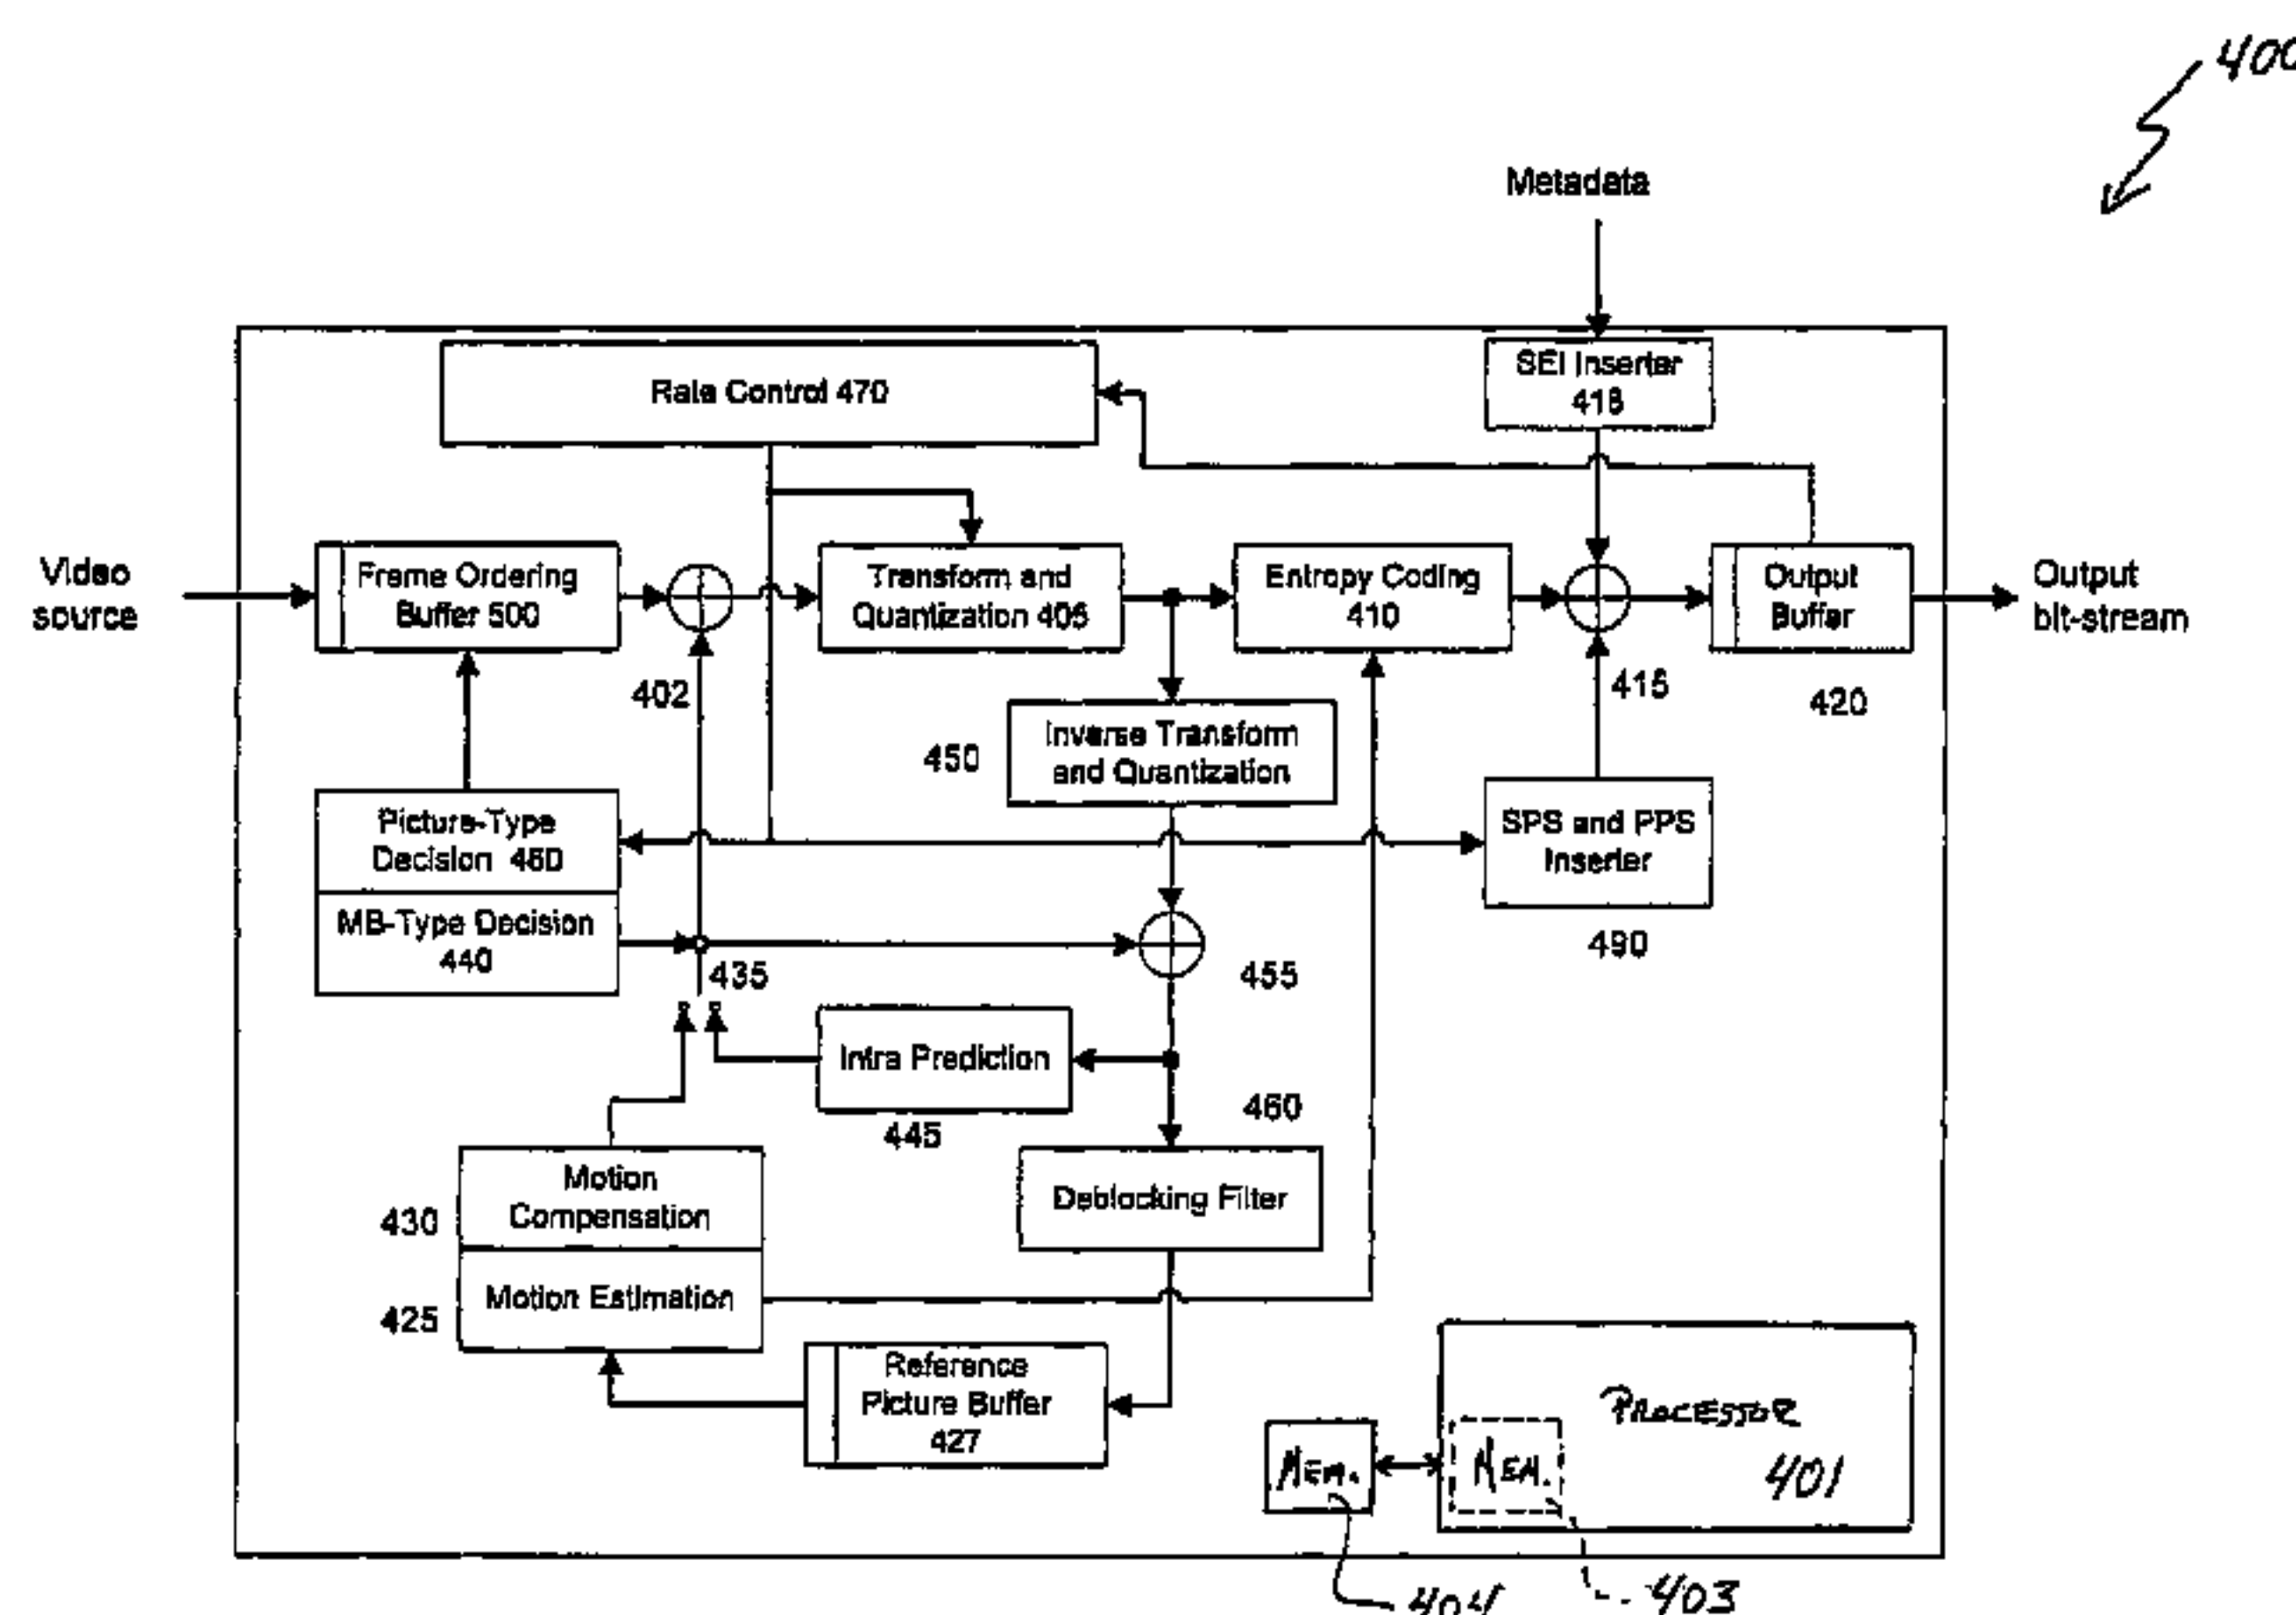 400
Metadata
Rate Control 470
SEI Inserter
418
Video
source
Frame Ordering
Buffer 500
Transform and
Quantization 405
Entropy Coding
410
Output
Buffer
Output
bit-stream
402
415
420
450
Inverse Transform
and Quantization
Picture-Type
Decision 460
SPS and PPS
Inserter
MB-Type Decision
440
490
435
455
Intra Prediction
445
460
Motion
Compensation
430
Deblocking Filter
Motion Estimation
425
Reference
Picture Buffer
427
PROCESSOR
401
MEM.
MEM.
404
403